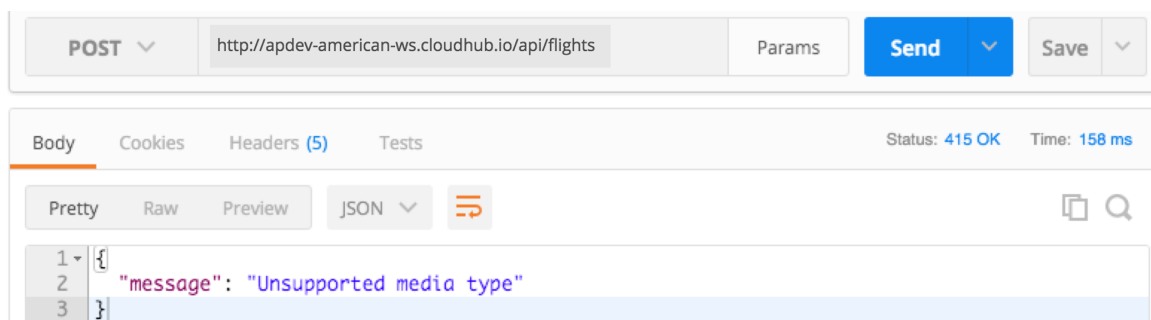 POST http://apdev-american-ws.cloudhub.io/api/flights Params Send Save
Body Cookies Headers (5) Tests Status: 415 OK Time: 158 ms
Pretty Raw Preview JSON
1 {
2 "message": "Unsupported media type"
3 }